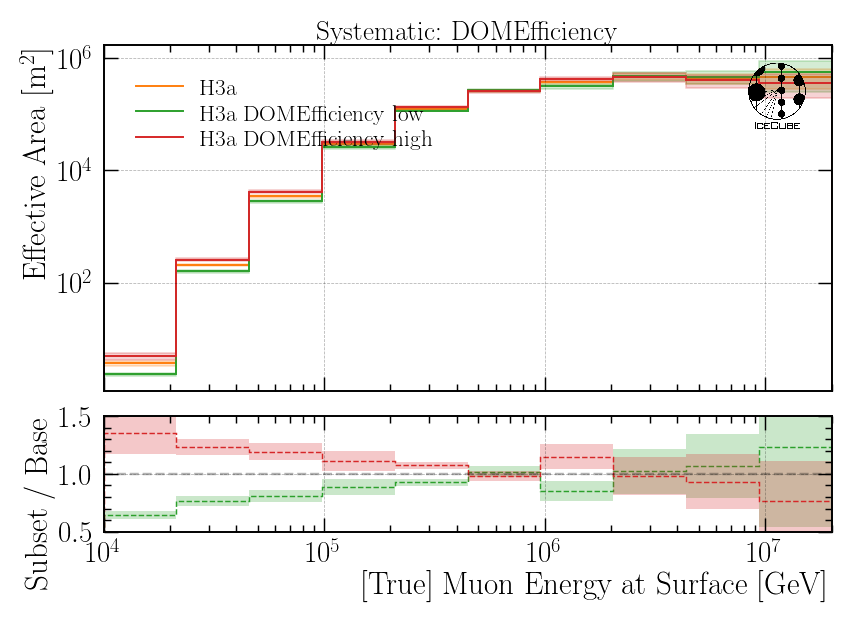 Systematic: DOMEfficiency
10^6
10^4
10^2
Effective Area [m^2]
H3a
H3a DOMEfficiency low
H3a DOMEfficiency high
ICECUBE
1.5
1.0
0.5
Subset / Base
10^4 10^5 10^6 10^7
[True] Muon Energy at Surface [GeV]